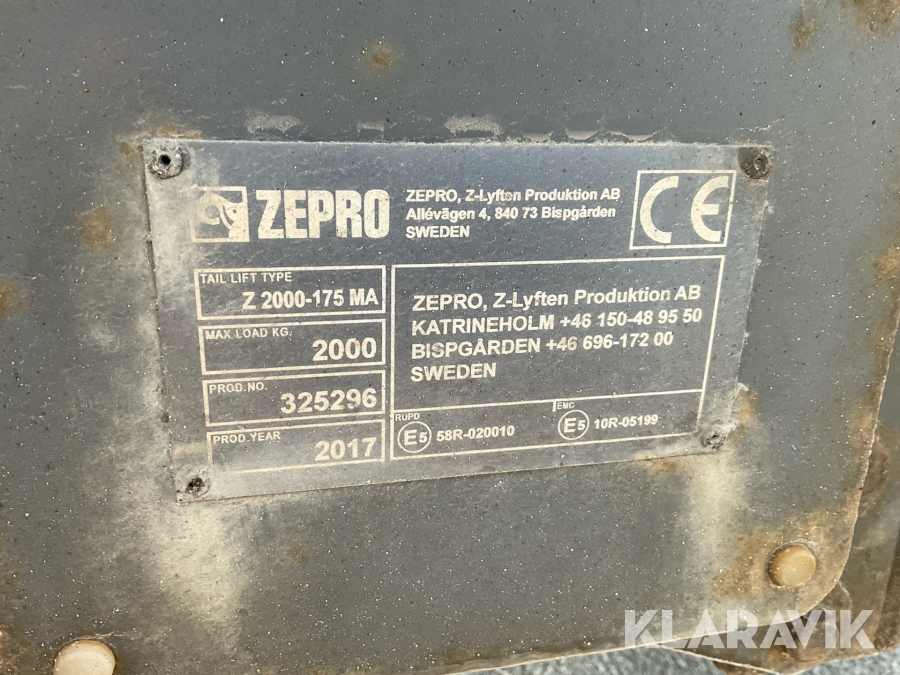 ZEPRO
ZEPRO, Z-Lyften Produktion AB
Allévägen 4, 840 73 Bispgården
SWEDEN
CE
TAIL LIFT TYPE
Z 2000-175 MA
MAX LOAD KG.
2000
PROD.NO.
325296
PROD.YEAR
2017
ZEPRO, Z-Lyften Produktion AB
KATRINEHOLM +46 150-48 95 50
BISPGÅRDEN +46 696-172 00
SWEDEN
RUPD
E5 58R-020010
EMC
E5 10R-05199
KLARAVIK